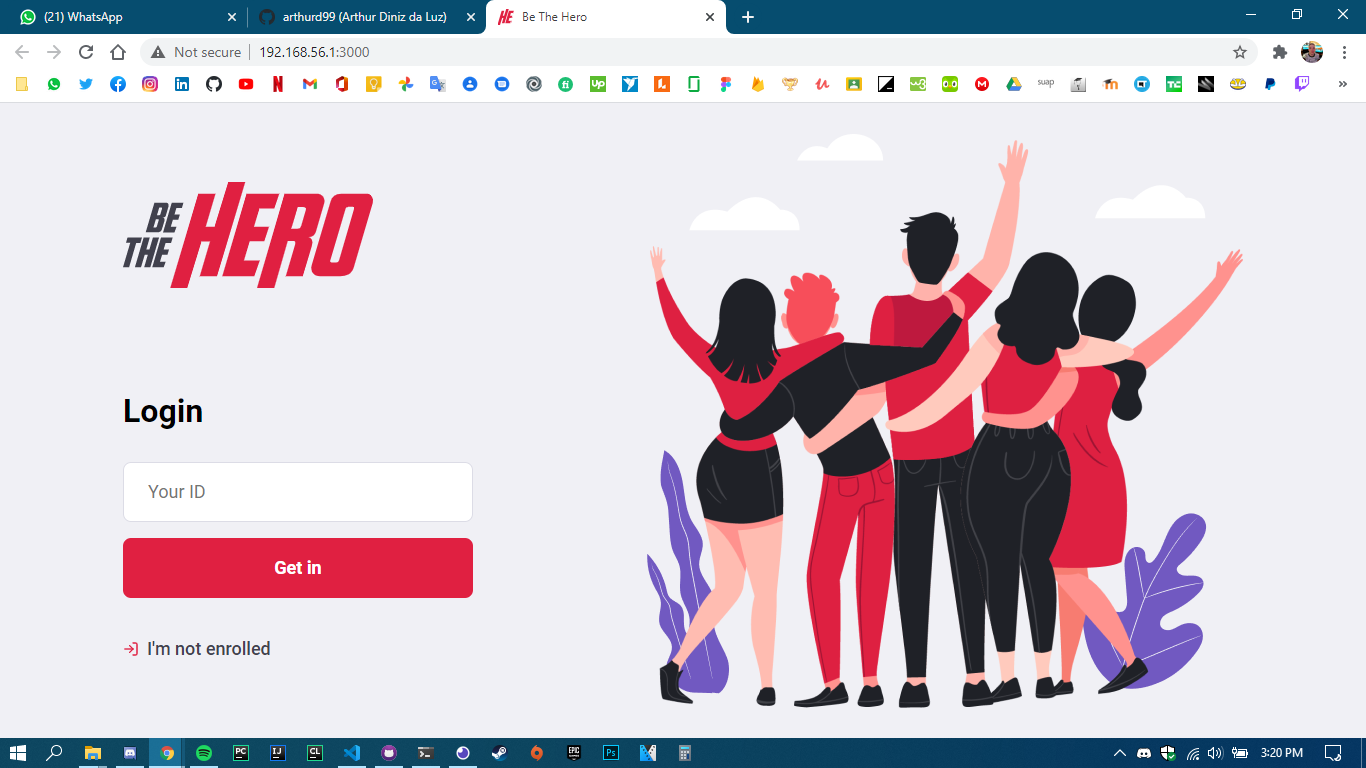 (21) WhatsApp
arthurd99 (Arthur Diniz da Luz)
Be The Hero
Not secure
192.168.56.1:3000
BE
THE
HERO
Login
Your ID
Get in
I'm not enrolled
3:20 PM